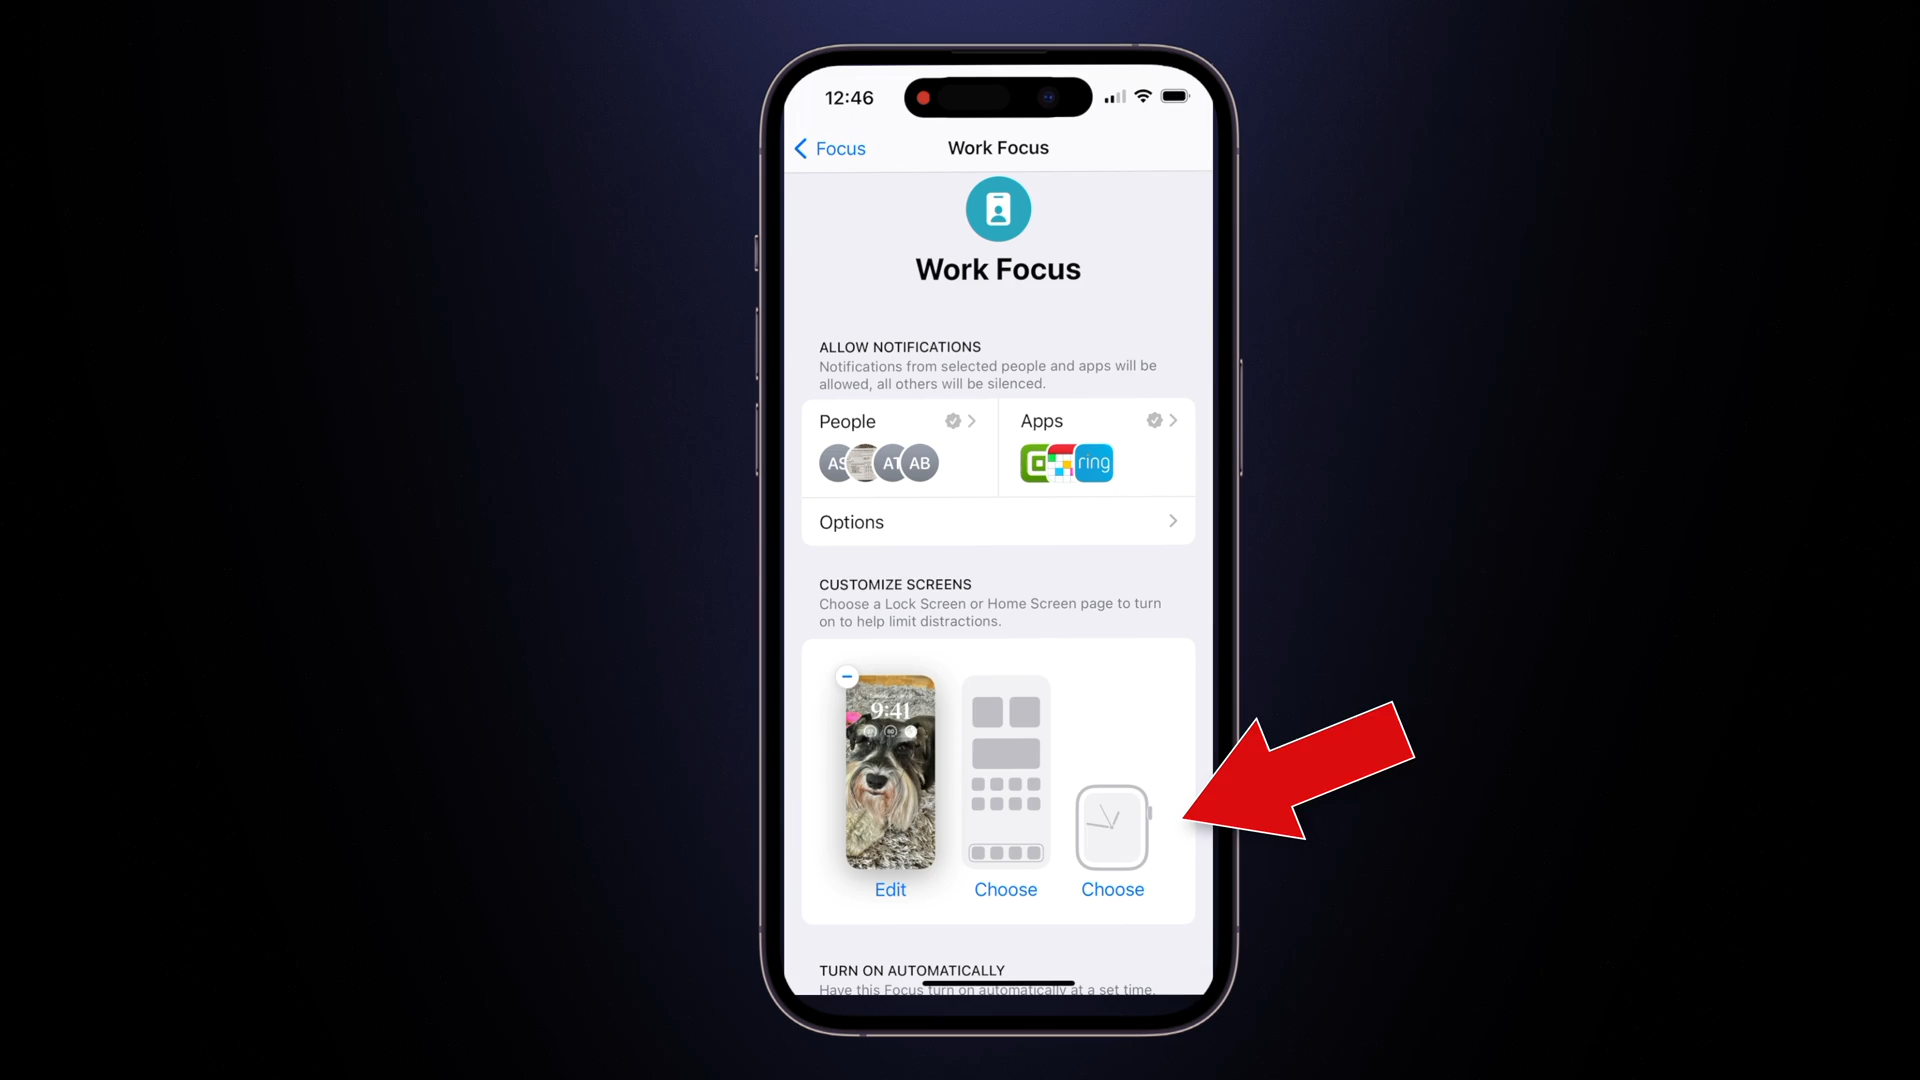 12:46
Focus
Work Focus
Work Focus
ALLOW NOTIFICATIONS
Notifications from selected people and apps will be
allowed, all others will be silenced.
People
Apps
AS
AT
AB
ring
Options
CUSTOMIZE SCREENS
Choose a Lock Screen or Home Screen page to turn
on to help limit distractions.
9:41
Edit
Choose
Choose
TURN ON AUTOMATICALLY
Have this Focus turn on automatically at a set time,